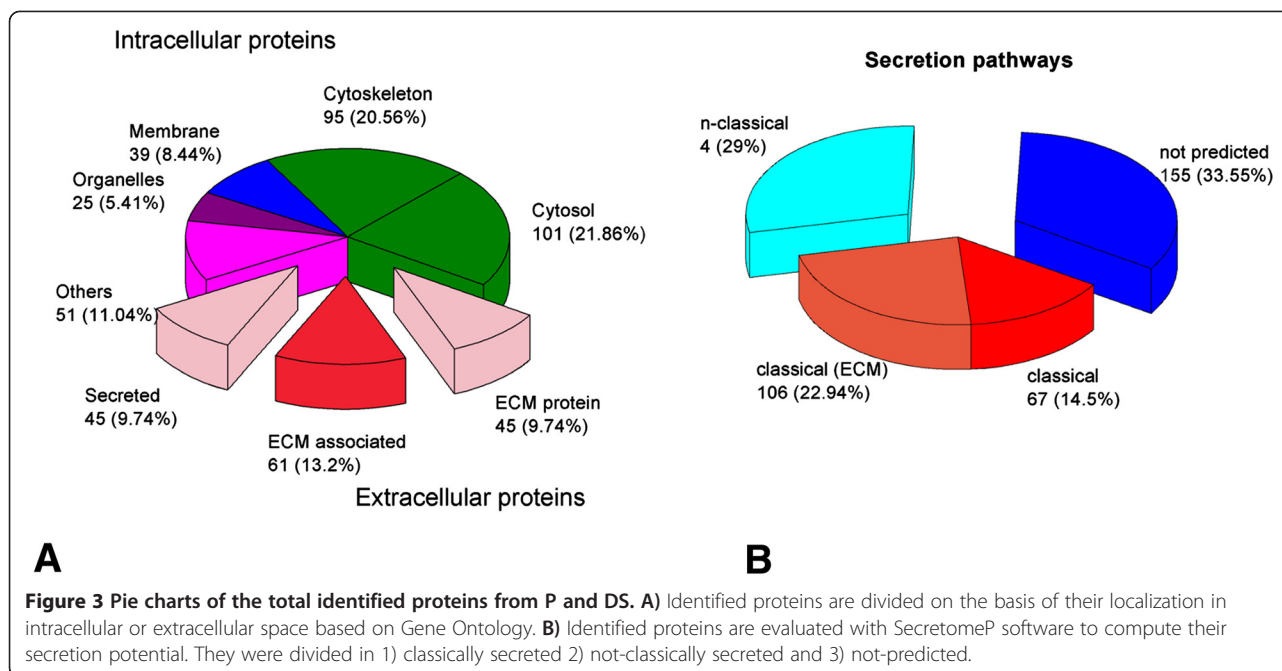 Intracellular proteins
Cytoskeleton
95 (20.56%)
Membrane
39 (8.44%)
Organelles
25 (5.41%)
Cytosol
101 (21.86%)
Others
51 (11.04%)
Secreted
45 (9.74%)
ECM associated
61 (13.2%)
ECM protein
45 (9.74%)
Extracellular proteins
A
Secretion pathways
n-classical
4 (29%)
not predicted
155 (33.55%)
classical (ECM)
106 (22.94%)
classical
67 (14.5%)
B
Figure 3 Pie charts of the total identified proteins from P and DS. A) Identified proteins are divided on the basis of their localization in
intracellular or extracellular space based on Gene Ontology. B) Identified proteins are evaluated with SecretomeP software to compute their
secretion potential. They were divided in 1) classically secreted 2) not-classically secreted and 3) not-predicted.